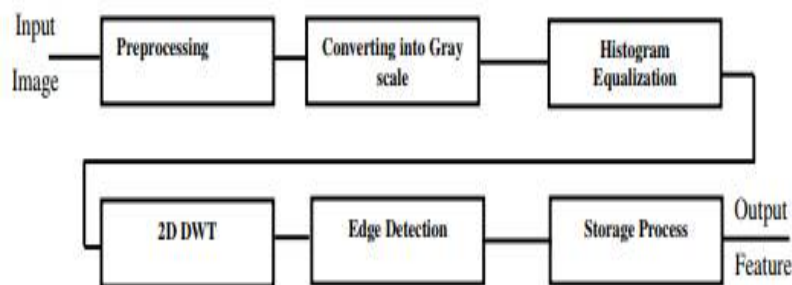 Input
Image
Preprocessing
Converting into Gray
scale
Histogram
Equalization
2D DWT
Edge Detection
Storage Process
Output
Feature